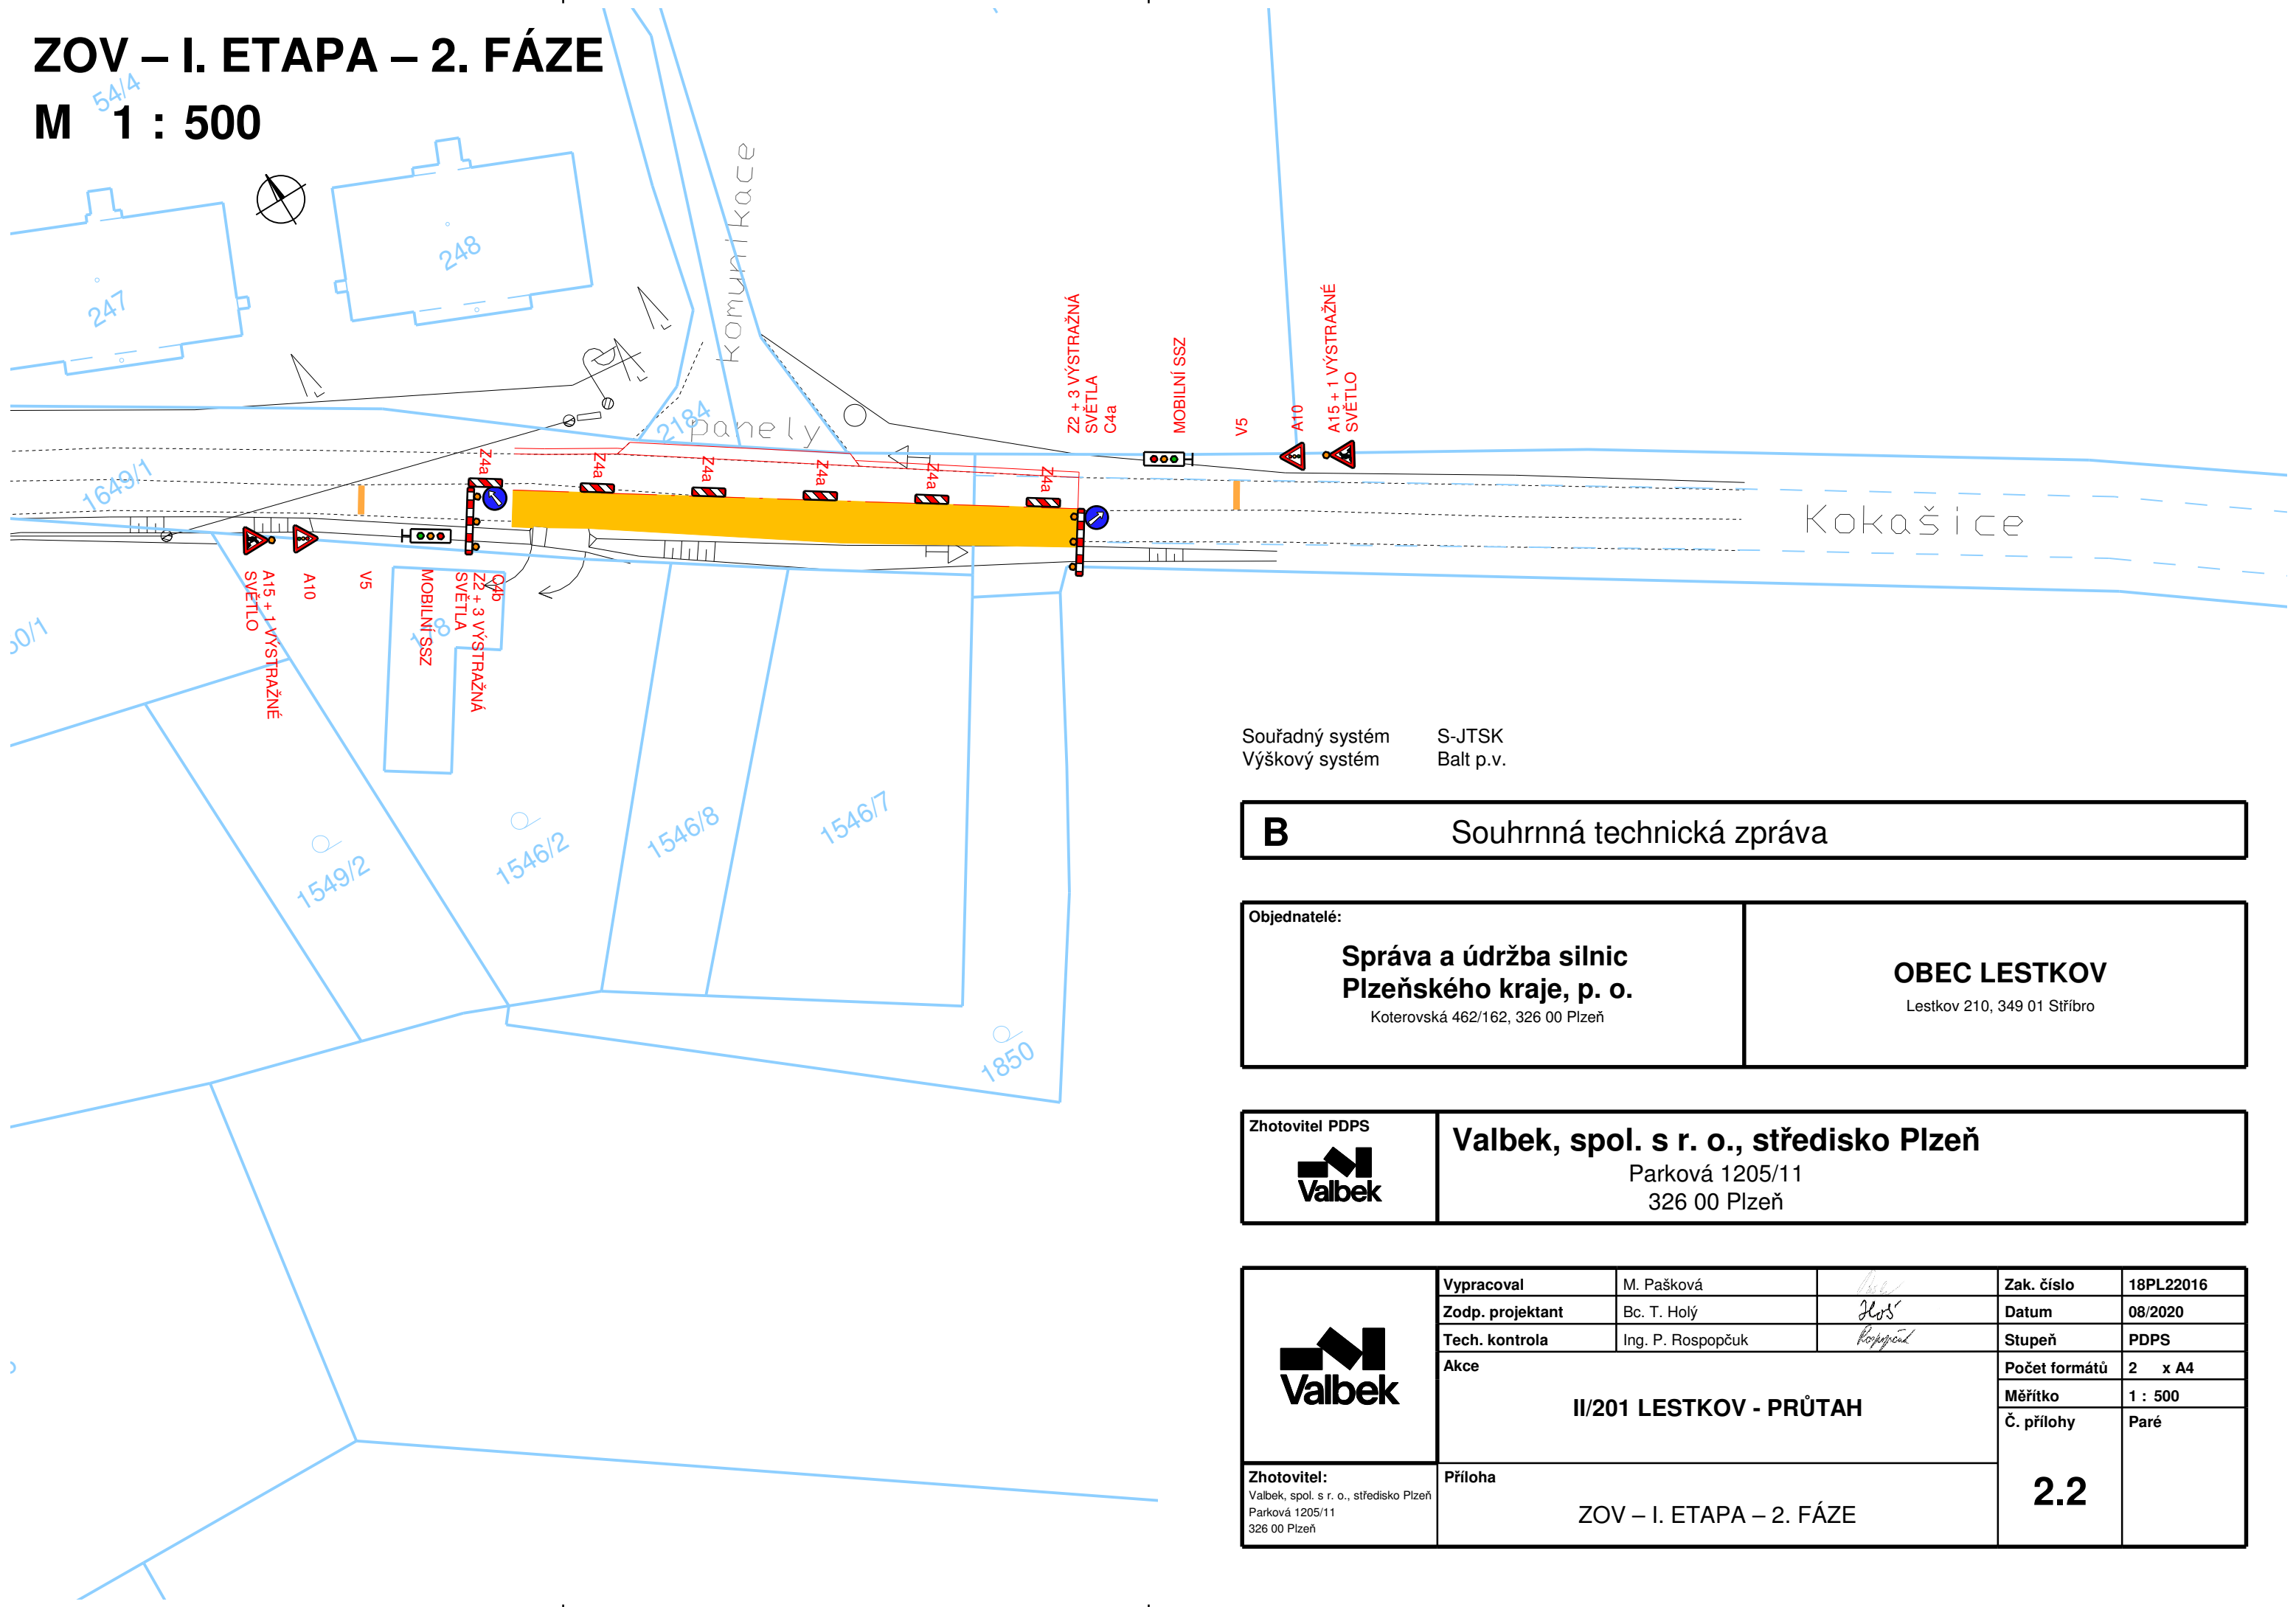 ZOV – I. ETAPA – 2. FÁZE
M 1 : 500
54/4
247
248
Komunikace
2184
panely
1649/1
Z4a
Z4a
Z4a
Z4a
Z4a
Z4a
Z2 + 3 VÝSTRAŽNÁ
SVĚTLA
C4a
MOBILNÍ SSZ
V5
A10
A15 + 1 VÝSTRAŽNÉ
SVĚTLO
Kokašice
A15 + 1 VÝSTRAŽNÉ
SVĚTLO
A10
V5
MOBILNÍ SSZ
C4b
Z2 + 3 VÝSTRAŽNÁ
SVĚTLA
1549/2
1546/2
1546/8
1546/7
1850
Souřadný systém S-JTSK
Výškový systém Balt p.v.
B Souhrnná technická zpráva
Objednatelé:
Správa a údržba silnic
Plzeňského kraje, p. o.
Koterovská 462/162, 326 00 Plzeň
OBEC LESTKOV
Lestkov 210, 349 01 Stříbro
Zhotovitel PDPS
Valbek
Valbek, spol. s r. o., středisko Plzeň
Parková 1205/11
326 00 Plzeň
Valbek
Vypracoval M. Pašková
Zodp. projektant Bc. T. Holý
Tech. kontrola Ing. P. Rospopčuk
Zak. číslo 18PL22016
Datum 08/2020
Stupeň PDPS
Počet formátů 2 x A4
Měřítko 1 : 500
Č. přílohy Paré
2.2
Akce
II/201 LESTKOV - PRŮTAH
Zhotovitel:
Valbek, spol. s r. o., středisko Plzeň
Parková 1205/11
326 00 Plzeň
Příloha
ZOV – I. ETAPA – 2. FÁZE